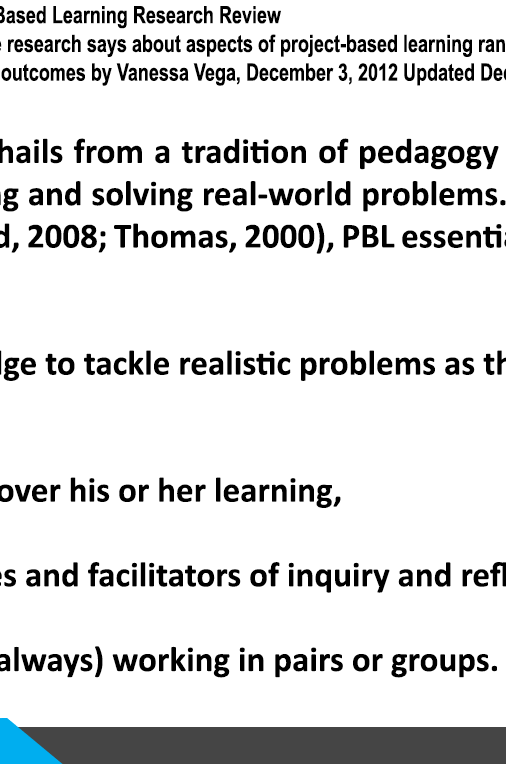 Based Learning Research Review
e research says about aspects of project-based learning ran
outcomes by Vanessa Vega, December 3, 2012 Updated Dec
hails from a tradition of pedagogy
g and solving real-world problems.
d, 2008; Thomas, 2000), PBL essentia
dge to tackle realistic problems as th
over his or her learning,
es and facilitators of inquiry and refl
always) working in pairs or groups.